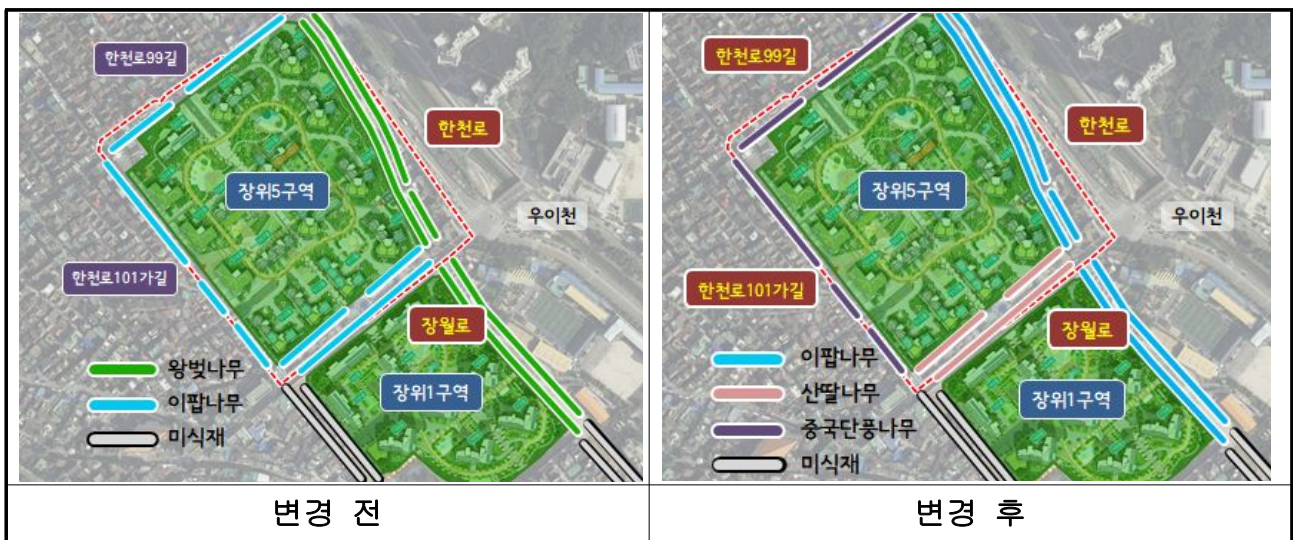 한천로99길
한천로
장위5구역
우이천
한천로101가길
장월로
왕벚나무
이팝나무
장위1구역
미식재
변경 전
한천로99길
한천로
장위5구역
우이천
한천로101가길
장월로
이팝나무
산딸나무
장위1구역
중국단풍나무
미식재
변경 후